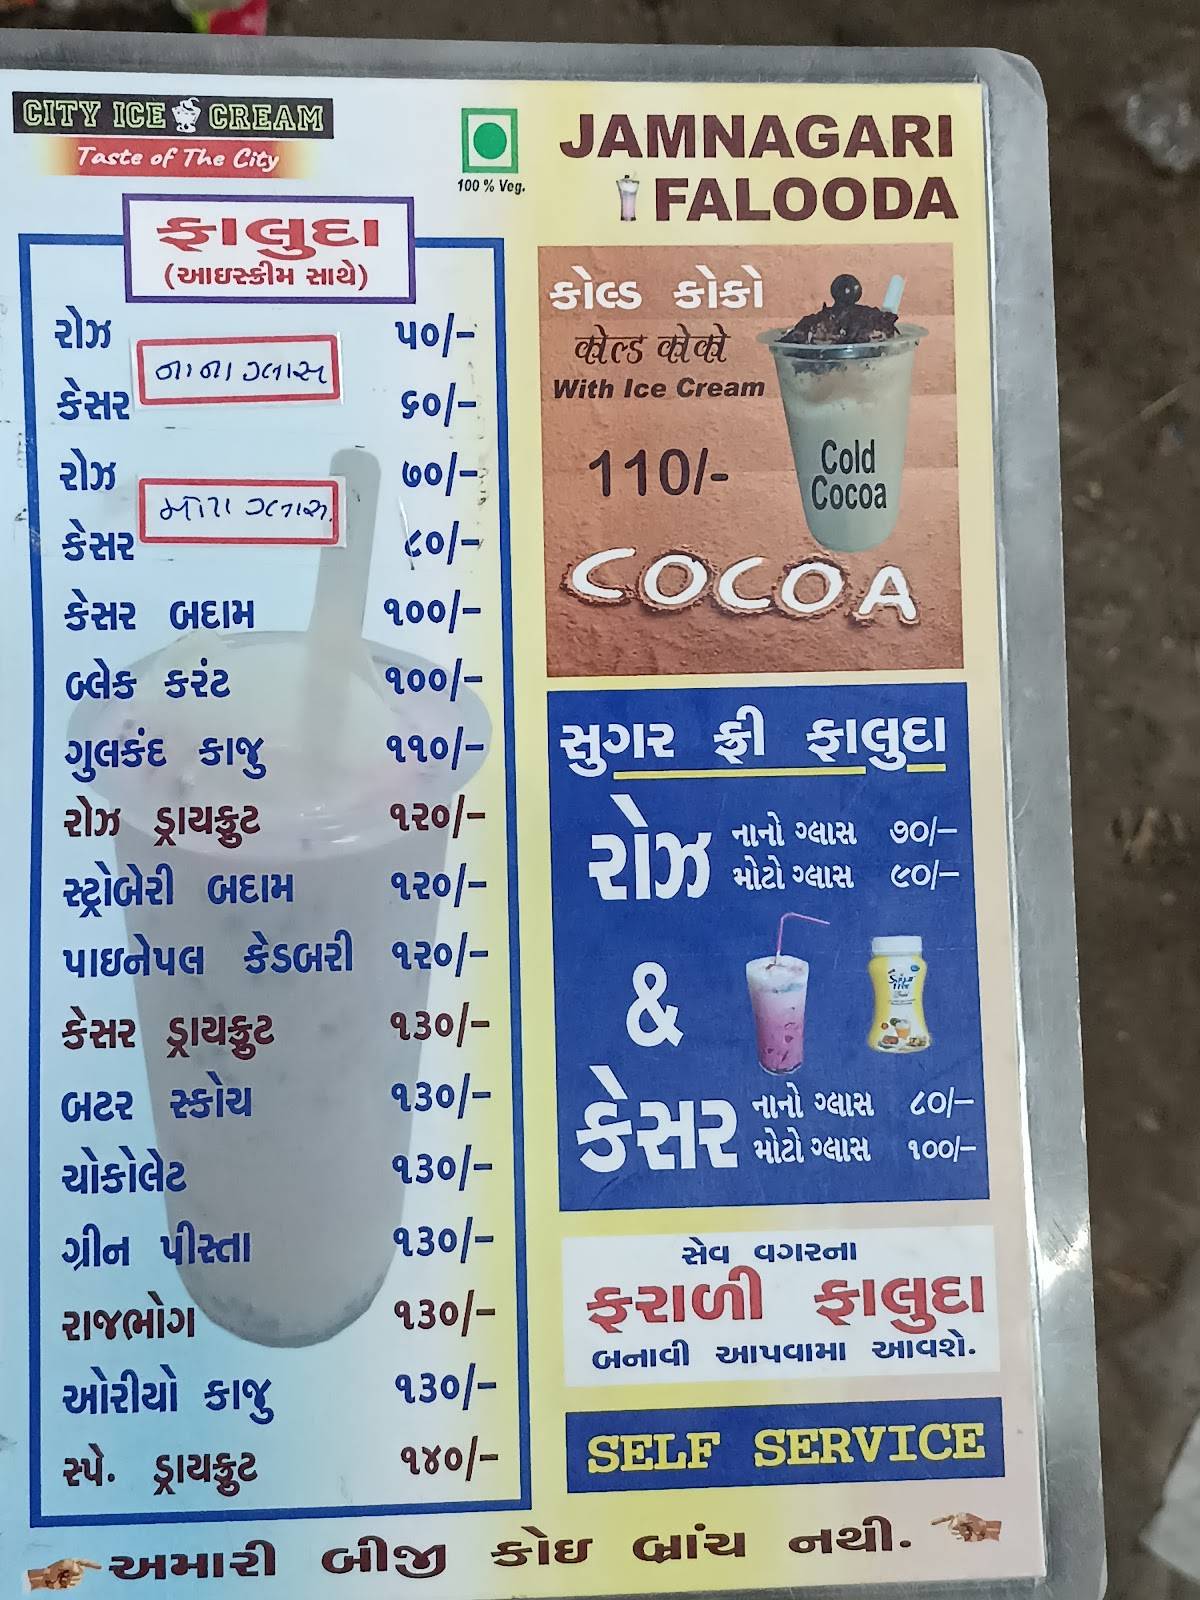 CITY ICE CREAM
Taste of The City
100 % Veg.
JAMNAGARI
FALOODA
ફાલુદા
(આઇસ્ક્રીમ સાથે)
રોઝ ૫૦/-
નાના ગ્લાસ
કેસર ૬૦/-
રોઝ ૭૦/-
મોટા ગ્લાસ
કેસર ૮૦/-
કેસર બદામ ૧૦૦/-
બ્લેક કરંટ ૧૦૦/-
ગુલકંદ કાજુ ૧૧૦/-
રોઝ ડ્રાયફ્રુટ ૧૨૦/-
સ્ટ્રોબેરી બદામ ૧૨૦/-
પાઇનેપલ કેડબરી ૧૨૦/-
કેસર ડ્રાયફ્રુટ ૧૩૦/-
બટર સ્કોચ ૧૩૦/-
ચોકોલેટ ૧૩૦/-
ગ્રીન પીસ્તા ૧૩૦/-
રાજભોગ ૧૩૦/-
ઓરીયો કાજુ ૧૩૦/-
સ્પે. ડ્રાયફ્રુટ ૧૪૦/-
કોલ્ડ કોકો
कोल्ड कोको
With Ice Cream
110/-
Cold
Cocoa
COCOA
સુગર ફ્રી ફાલુદા
રોઝ નાનો ગ્લાસ ૭૦/-
મોટો ગ્લાસ ૯૦/-
&
કેસર નાનો ગ્લાસ ૮૦/-
મોટો ગ્લાસ ૧૦૦/-
સેવ વગરના
ફરાળી ફાલુદા
બનાવી આપવામા આવશે.
SELF SERVICE
અમારી બીજી કોઇ બ્રાંચ નથી.